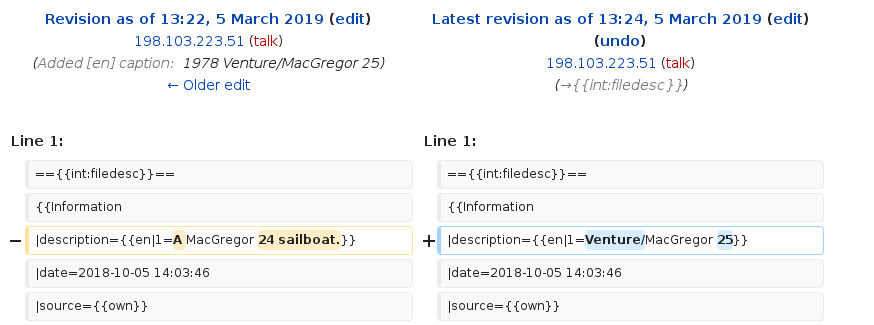 Revision as of 13:22, 5 March 2019 (edit)
198.103.223.51 (talk)
(Added [en] caption: 1978 Venture/MacGregor 25)
← Older edit
Latest revision as of 13:24, 5 March 2019 (edit)
(undo)
198.103.223.51 (talk)
(→{{int:filedesc}})
Line 1:
Line 1:
=={{int:filedesc}}==
=={{int:filedesc}}==
{{Information
{{Information
− |description={{en|1=A MacGregor 24 sailboat.}}
+ |description={{en|1=Venture/MacGregor 25}}
|date=2018-10-05 14:03:46
|date=2018-10-05 14:03:46
|source={{own}}
|source={{own}}